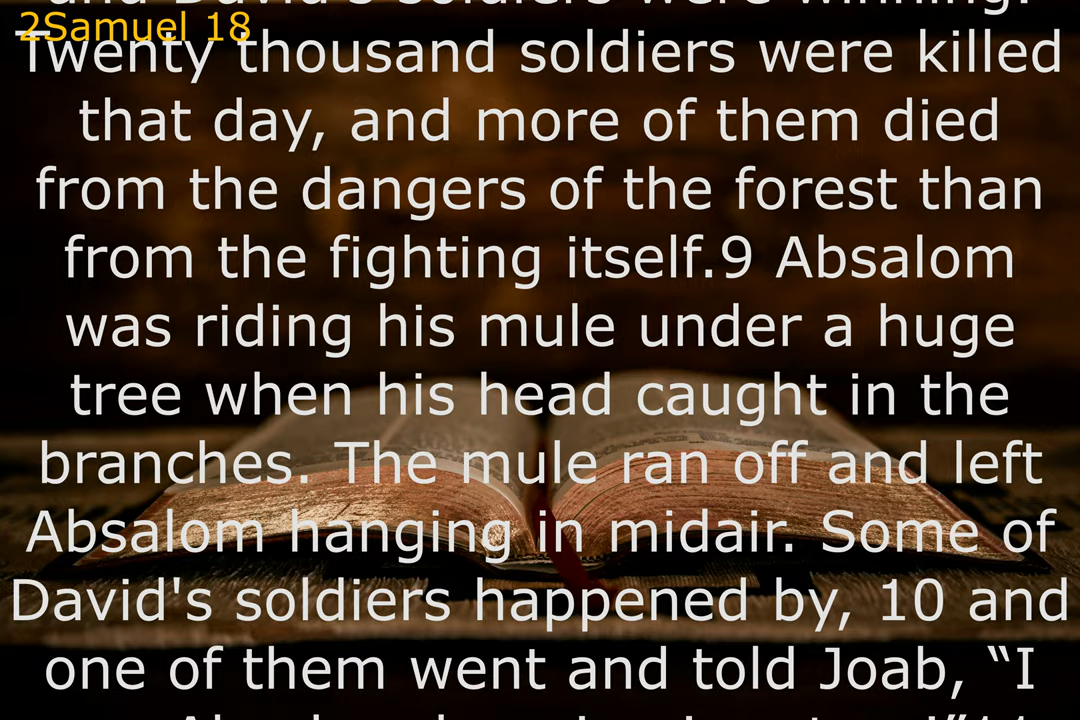 and David's soldiers were winning.
2Samuel 18
Twenty thousand soldiers were killed
that day, and more of them died
from the dangers of the forest than
from the fighting itself.9 Absalom
was riding his mule under a huge
tree when his head caught in the
branches. The mule ran off and left
Absalom hanging in midair. Some of
David's soldiers happened by, 10 and
one of them went and told Joab, “I